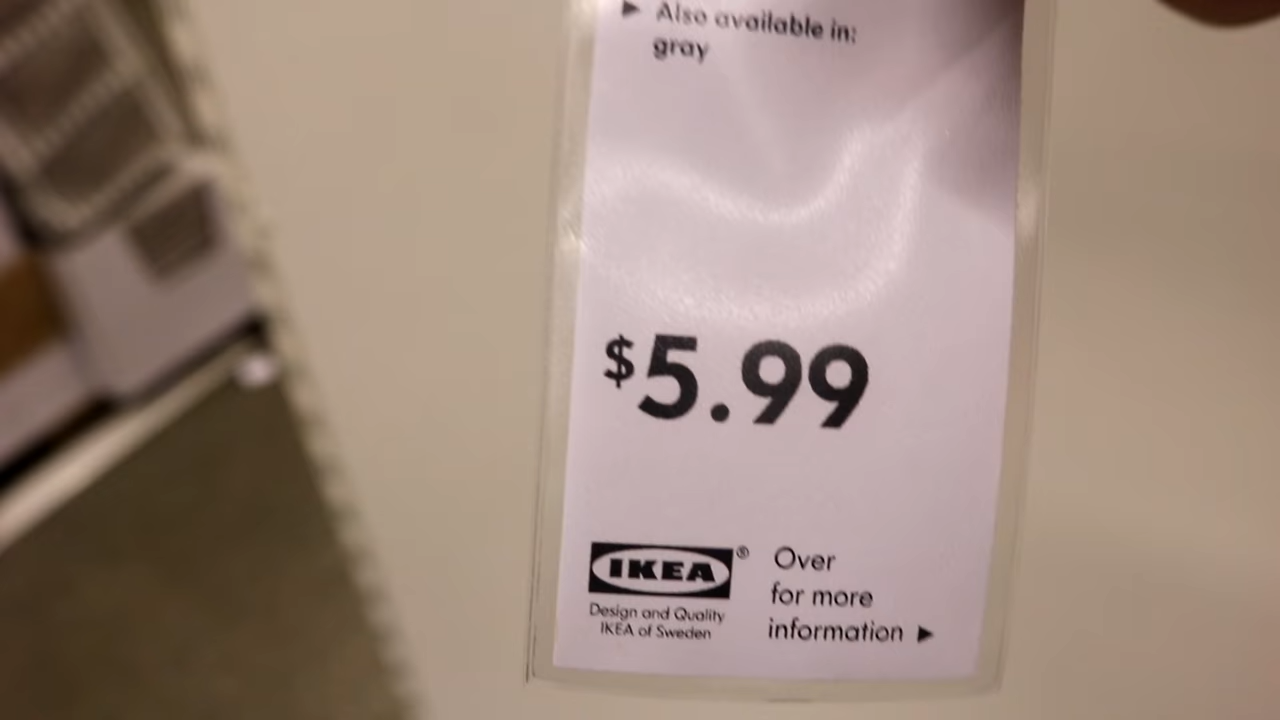 ▶ Also available in:
gray
$5.99
IKEA®
Design and Quality
IKEA of Sweden
Over
for more
information ▶